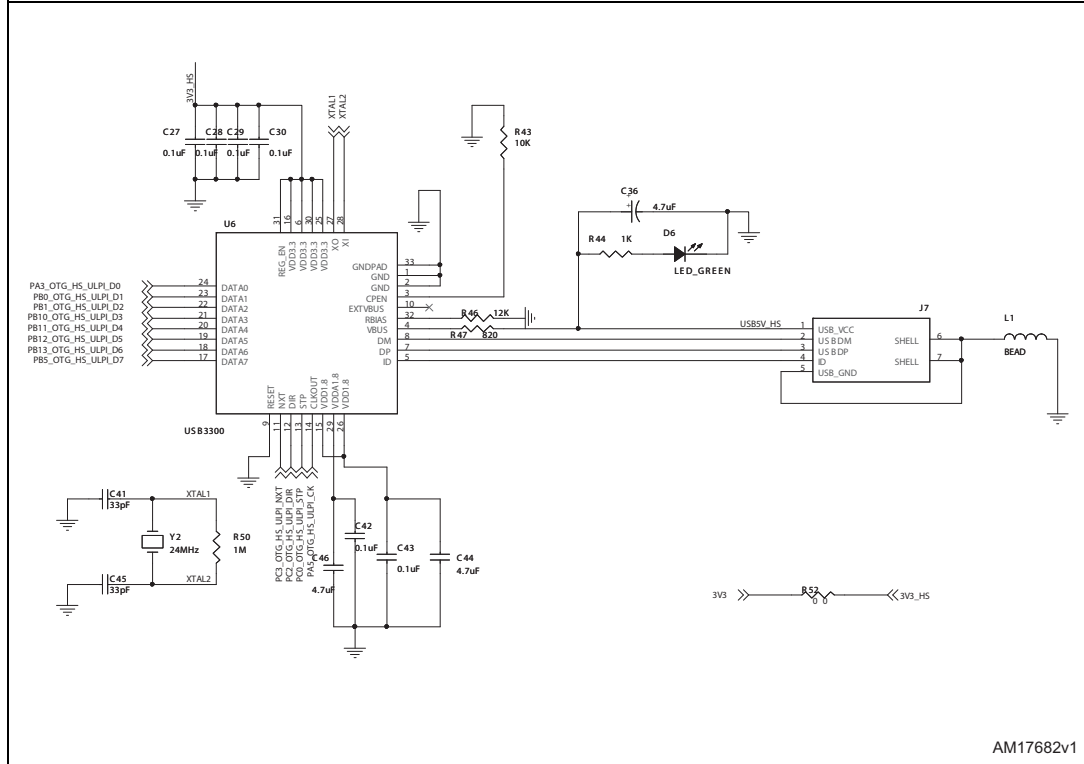 3V3_HS
XTAL1
XTAL2
C27
C28
C29
C30
0.1uF
0.1uF
0.1uF
0.1uF
R43
10K
C36
+
4.7uF
R44
1K
D6
LED_GREEN
U6
31
16
6
30
25
27
28
REG_EN
VDD3.3
VDD3.3
VDD3.3
VDD3.3
XO
XI
PA3_OTG_HS_ULPI_D0
24
DATA0
PB0_OTG_HS_ULPI_D1
23
DATA1
PB1_OTG_HS_ULPI_D2
22
DATA2
PB10_OTG_HS_ULPI_D3
21
DATA3
PB11_OTG_HS_ULPI_D4
20
DATA4
PB12_OTG_HS_ULPI_D5
19
DATA5
PB13_OTG_HS_ULPI_D6
18
DATA6
PB5_OTG_HS_ULPI_D7
17
DATA7
GNDPAD
33
GND
1
GND
2
CPEN
3
EXTVBUS
10
RBIAS
32
VBUS
4
DM
8
DP
7
ID
5
R46
12K
R47
820
USB5V_HS
J7
1
USB_VCC
2
USBDM
3
USBDP
4
ID
5
USB_GND
SHELL
6
SHELL
7
L1
BEAD
RESET
NXT
DIR
STP
CLKOUT
VDD1.8
VDDA1.8
VDD1.8
9
11
12
13
14
15
29
26
USB3300
PC3_OTG_HS_ULPI_NXT
PC2_OTG_HS_ULPI_DIR
PC0_OTG_HS_ULPI_STP
PA5_OTG_HS_ULPI_CK
C41
33pF
XTAL1
Y2
24MHz
R50
1M
C45
33pF
XTAL2
C42
0.1uF
C46
4.7uF
C43
0.1uF
C44
4.7uF
3V3
R52
0 0
3V3_HS
AM17682v1